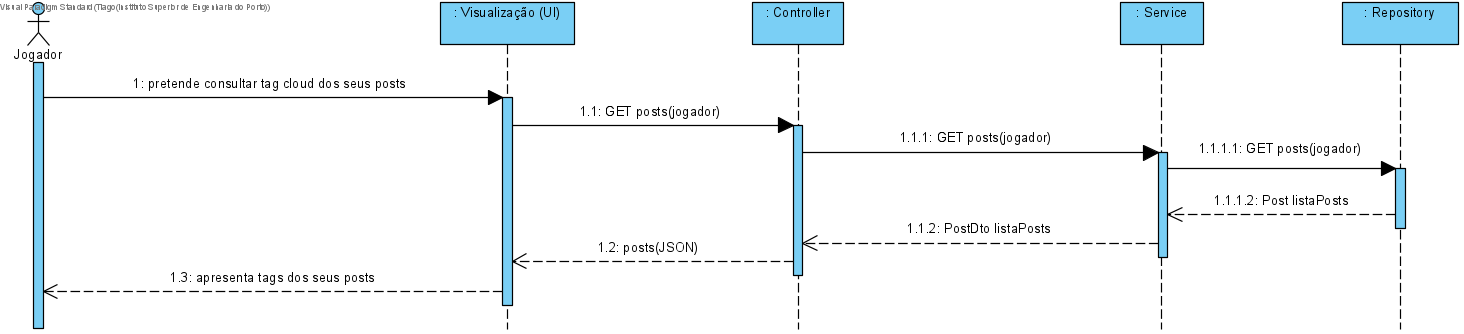 Visual Paradigm Standard (Tiago(Instituto Superior de Engenharia do Porto))
: Visualização (UI)
: Controller
: Service
: Repository
Jogador
1: pretende consultar tag cloud dos seus posts
1.1: GET posts(jogador)
1.1.1: GET posts(jogador)
1.1.1.1: GET posts(jogador)
1.1.1.2: Post listaPosts
1.1.2: PostDto listaPosts
1.2: posts(JSON)
1.3: apresenta tags dos seus posts